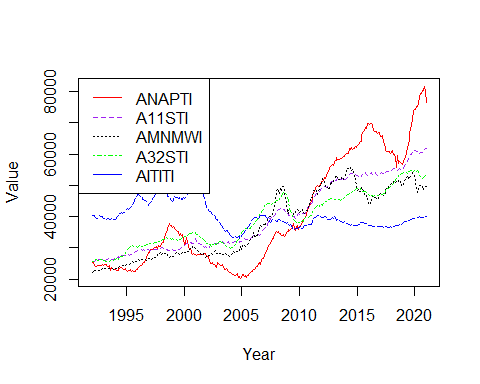 ANAPTI
A11STI
AMNMWI
A32STI
AITITI
Value
20000
40000
60000
80000
1995
2000
2005
2010
2015
2020
Year